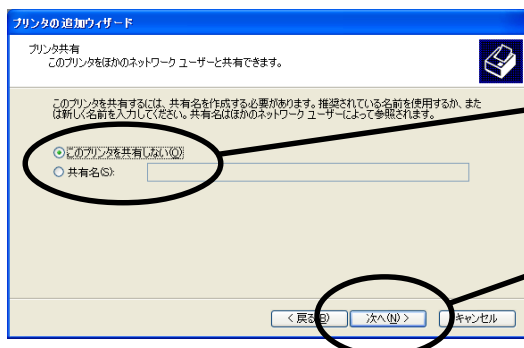 プリンタの追加ウィザード
プリンタ共有
このプリンタをほかのネットワーク ユーザーと共有できます。
このプリンタを共有するには、共有名を作成する必要があります。推奨されている名前を使用するか、また
は新しく名前を入力してください。共有名はほかのネットワーク ユーザーによって参照されます。
このプリンタを共有しない(O)
共有名(S):
< 戻る(B) 次へ(N) > キャンセル